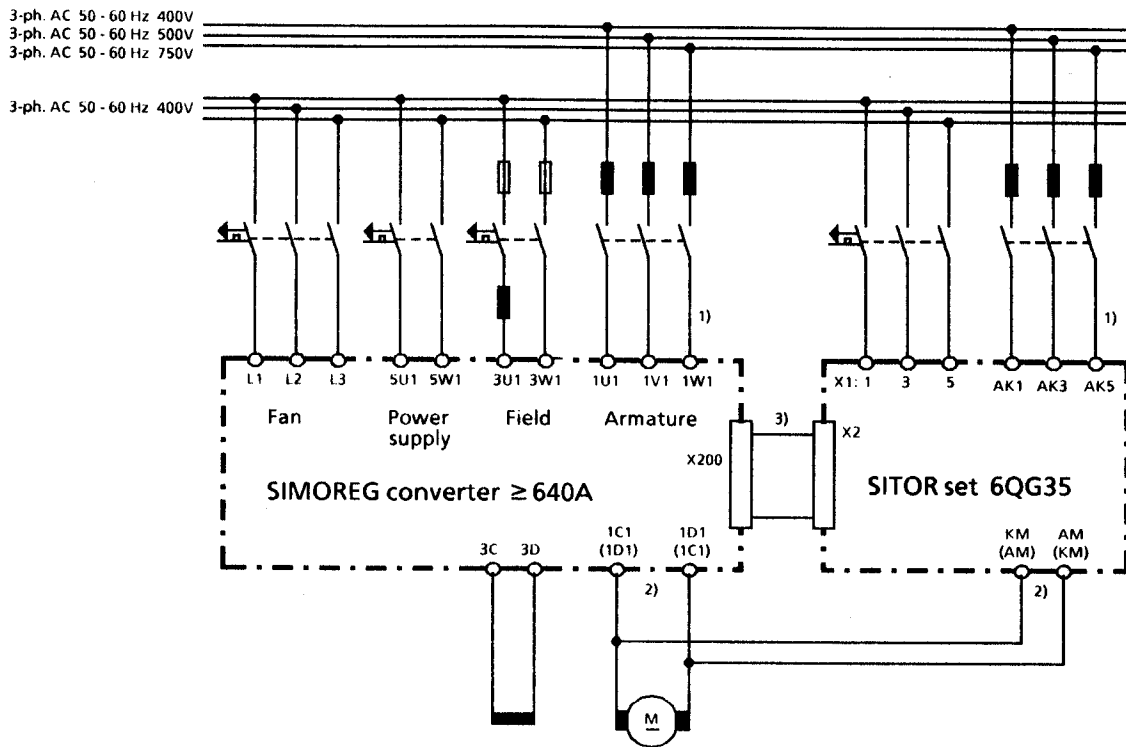 3-ph. AC 50 - 60 Hz 400V
3-ph. AC 50 - 60 Hz 500V
3-ph. AC 50 - 60 Hz 750V
3-ph. AC 50 - 60 Hz 400V
1)
1)
L1 L2 L3 5U1 5W1 3U1 3W1 1U1 1V1 1W1
X1: 1 3 5 AK1 AK3 AK5
Fan Power supply Field Armature
3)
X200
X2
SIMOREG converter ≥ 640A
SITOR set 6QG35
3C 3D 1C1 (1D1) 1D1 (1C1)
KM (AM) AM (KM)
2)
2)
M